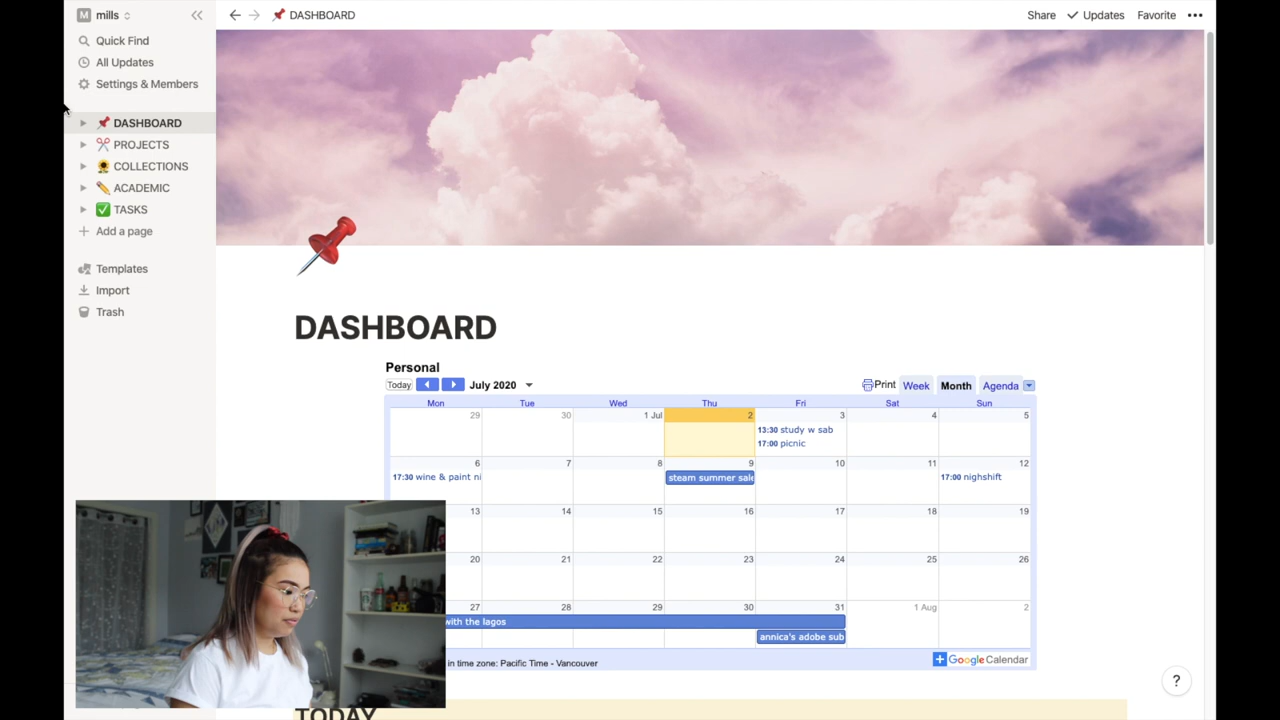 M mills
DASHBOARD
Share Updates Favorite
Quick Find
All Updates
Settings & Members
DASHBOARD
PROJECTS
COLLECTIONS
ACADEMIC
TASKS
Add a page
Templates
Import
Trash
DASHBOARD
Personal
Today July 2020 Print Week Month Agenda
Mon Tue Wed Thu Fri Sat Sun
29 30 1 Jul 2 3 4 5
13:30 study w sab
17:00 picnic
6 7 8 9 10 11 12
17:30 wine & paint ni steam summer sale 17:00 nighshift
13 14 15 16 17 18 19
20 21 22 23 24 25 26
27 28 29 30 31 1 Aug 2
with the lagos
annica's adobe sub
in time zone: Pacific Time - Vancouver
Google Calendar
?
TODAY